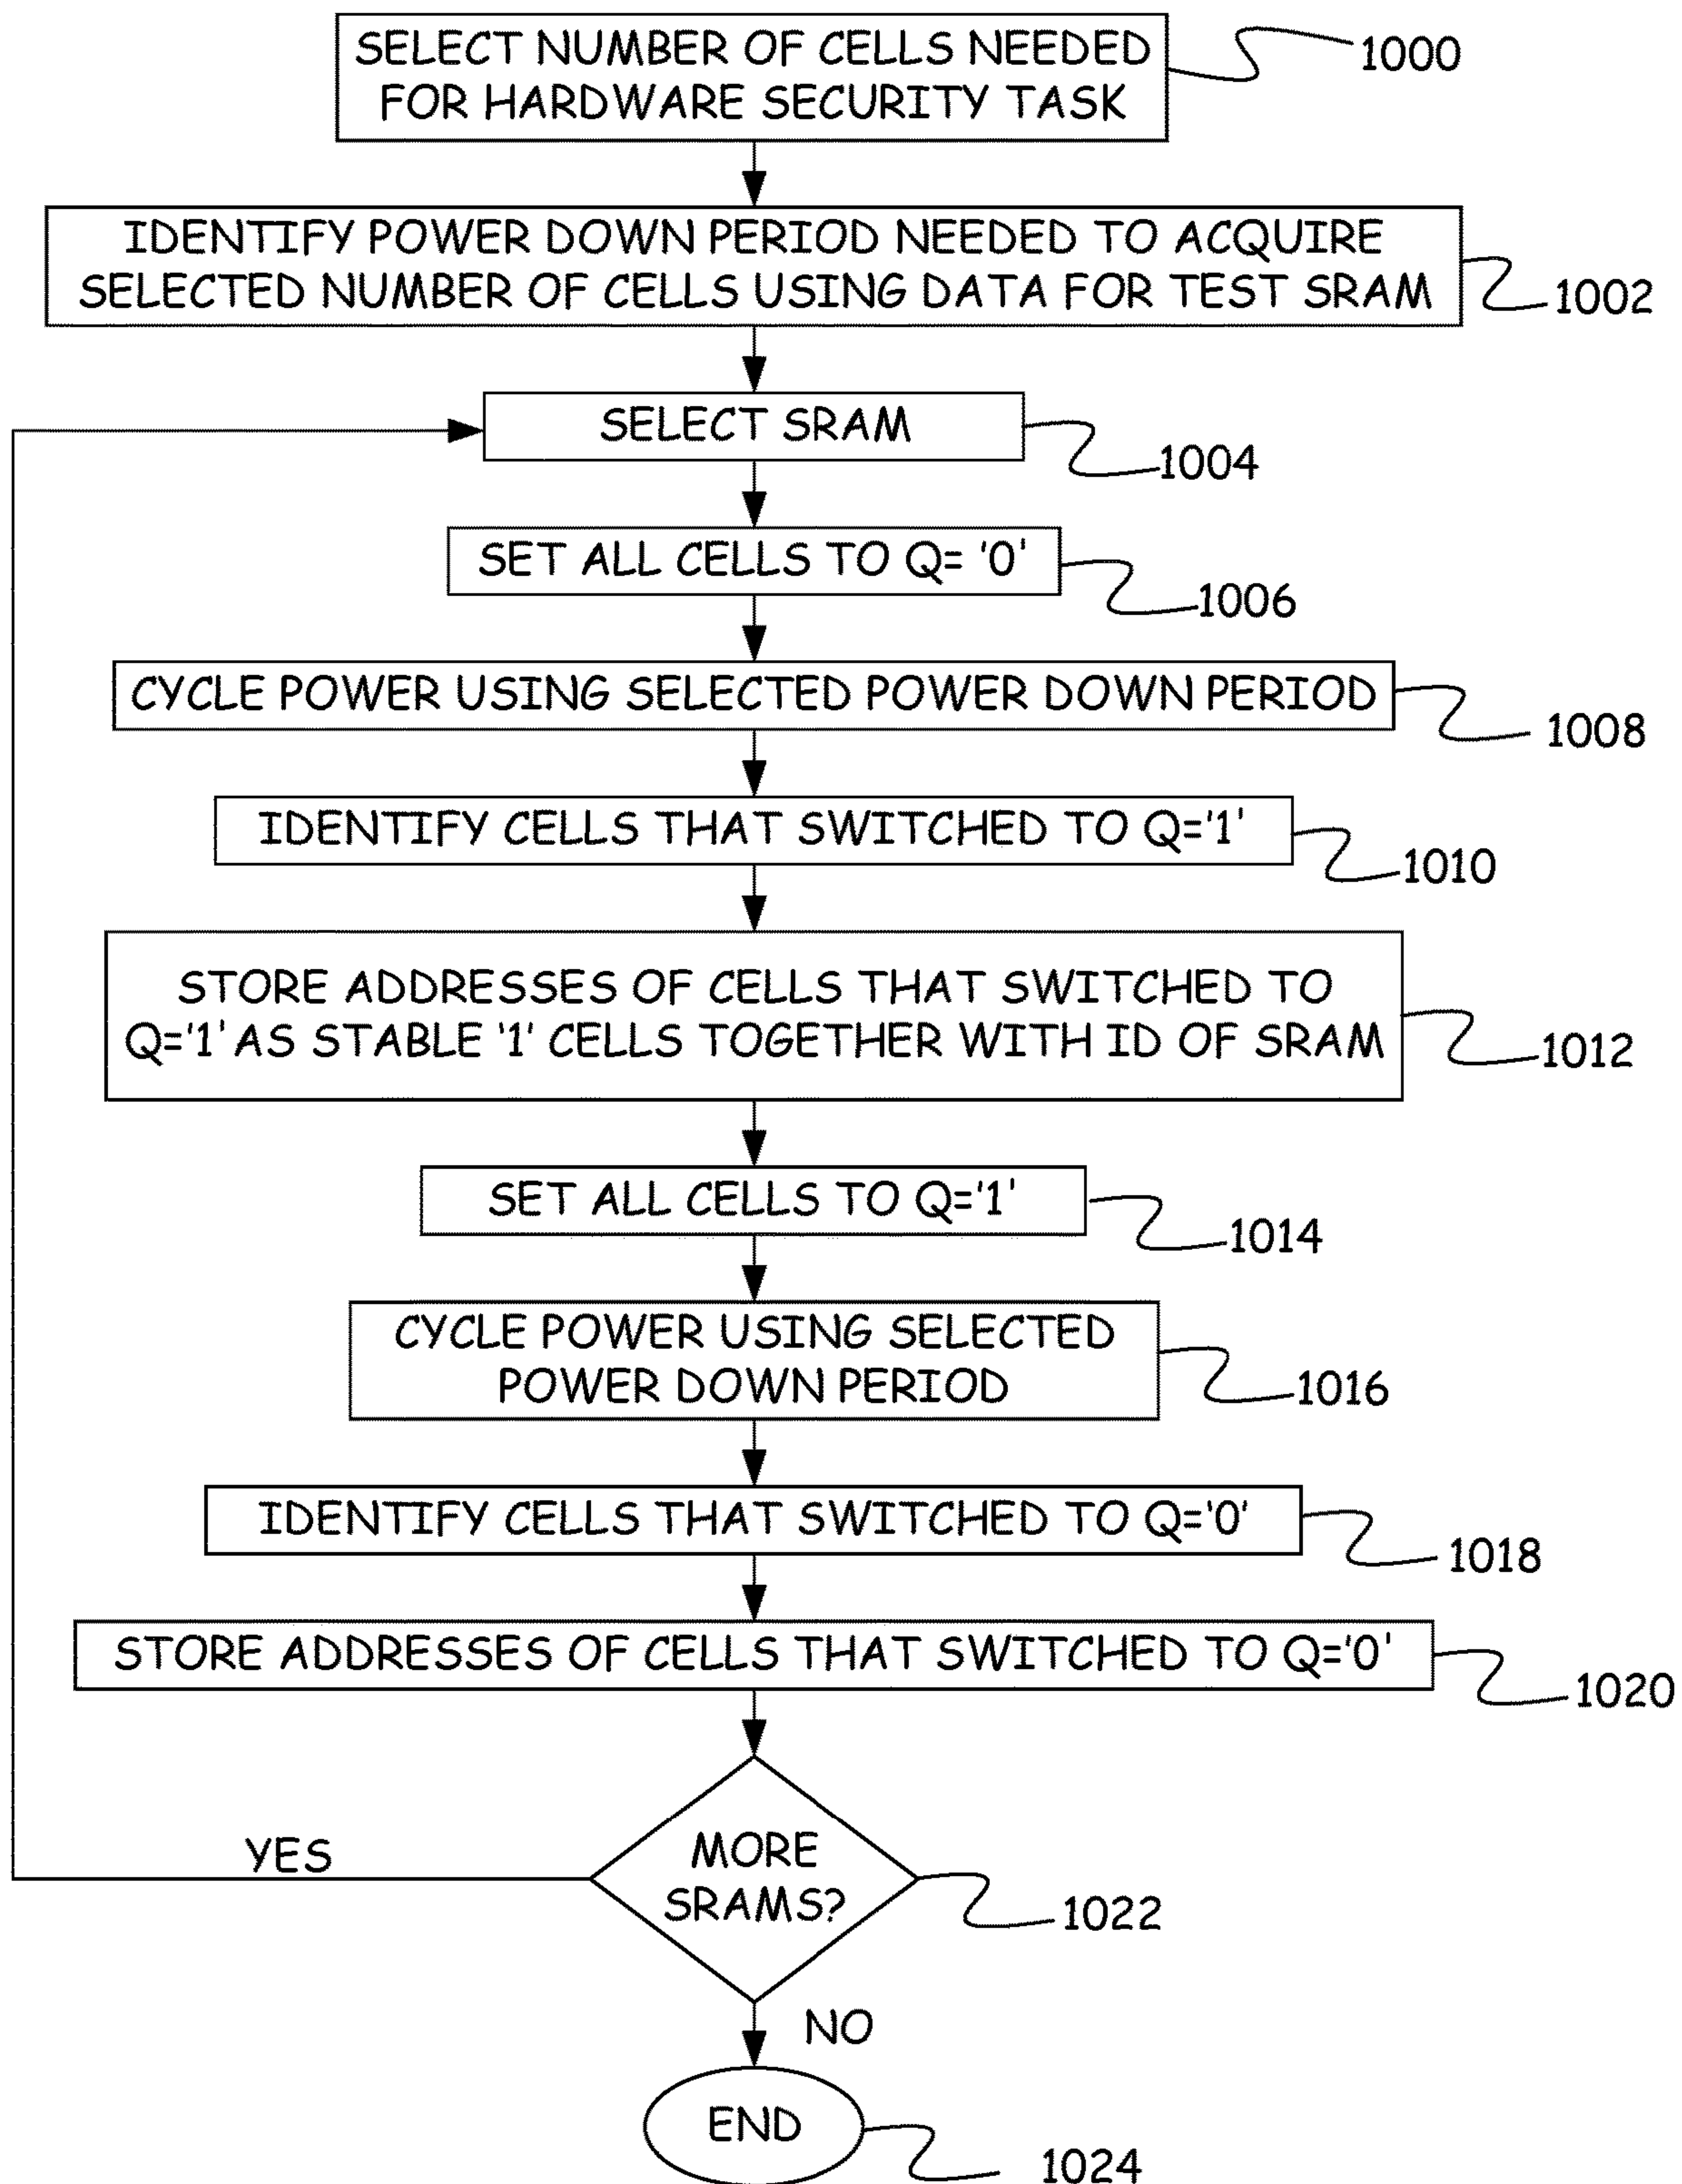 SELECT NUMBER OF CELLS NEEDED
FOR HARDWARE SECURITY TASK
1000
IDENTIFY POWER DOWN PERIOD NEEDED TO ACQUIRE
SELECTED NUMBER OF CELLS USING DATA FOR TEST SRAM
1002
SELECT SRAM
1004
SET ALL CELLS TO Q= '0'
1006
CYCLE POWER USING SELECTED POWER DOWN PERIOD
1008
IDENTIFY CELLS THAT SWITCHED TO Q='1'
1010
STORE ADDRESSES OF CELLS THAT SWITCHED TO
Q='1' AS STABLE '1' CELLS TOGETHER WITH ID OF SRAM
1012
SET ALL CELLS TO Q='1'
1014
CYCLE POWER USING SELECTED
POWER DOWN PERIOD
1016
IDENTIFY CELLS THAT SWITCHED TO Q='0'
1018
STORE ADDRESSES OF CELLS THAT SWITCHED TO Q='0'
1020
YES
MORE
SRAMS?
1022
NO
END
1024